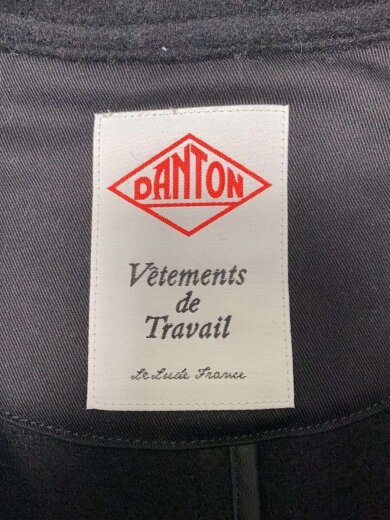 DANTON
Vêtements
de
Travail
Le Lude France